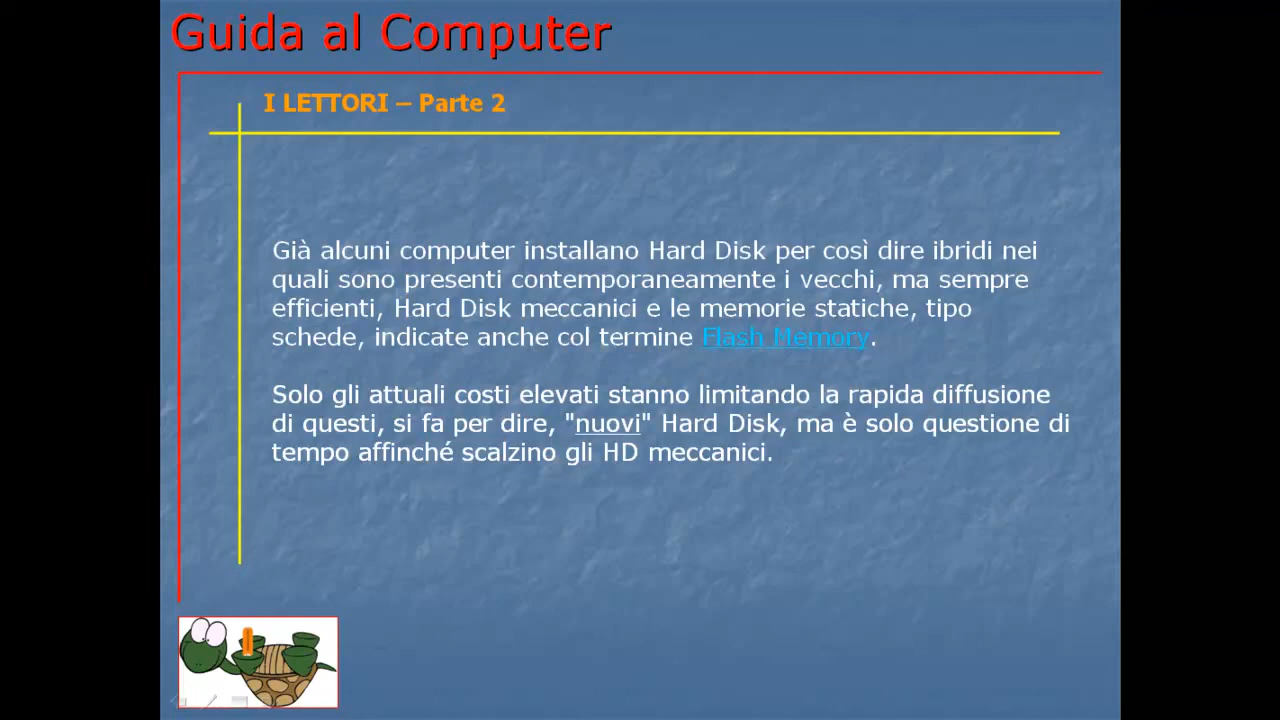 Guida al Computer
I LETTORI – Parte 2
Già alcuni computer installano Hard Disk per così dire ibridi nei
quali sono presenti contemporaneamente i vecchi, ma sempre
efficienti, Hard Disk meccanici e le memorie statiche, tipo
schede, indicate anche col termine Flash Memory.
Solo gli attuali costi elevati stanno limitando la rapida diffusione
di questi, si fa per dire, "nuovi" Hard Disk, ma è solo questione di
tempo affinché scalzino gli HD meccanici.